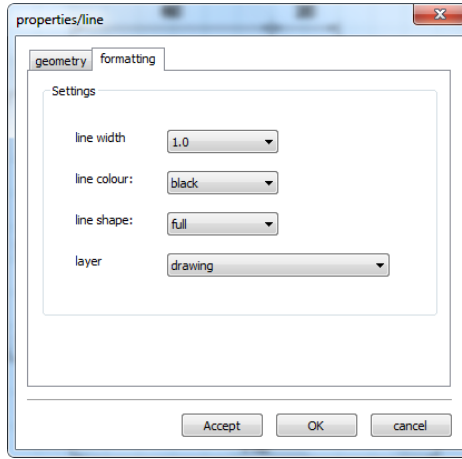 properties/line
geometry formatting
Settings
line width 1.0
line colour: black
line shape: full
layer drawing
Accept OK cancel